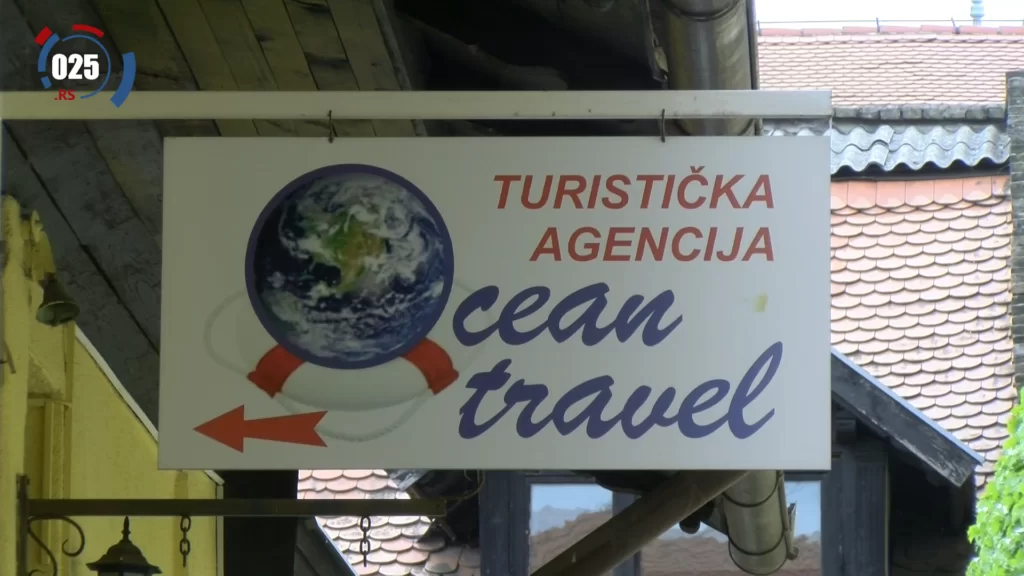 025
.RS
TURISTIČKA
AGENCIJA
Ocean
travel